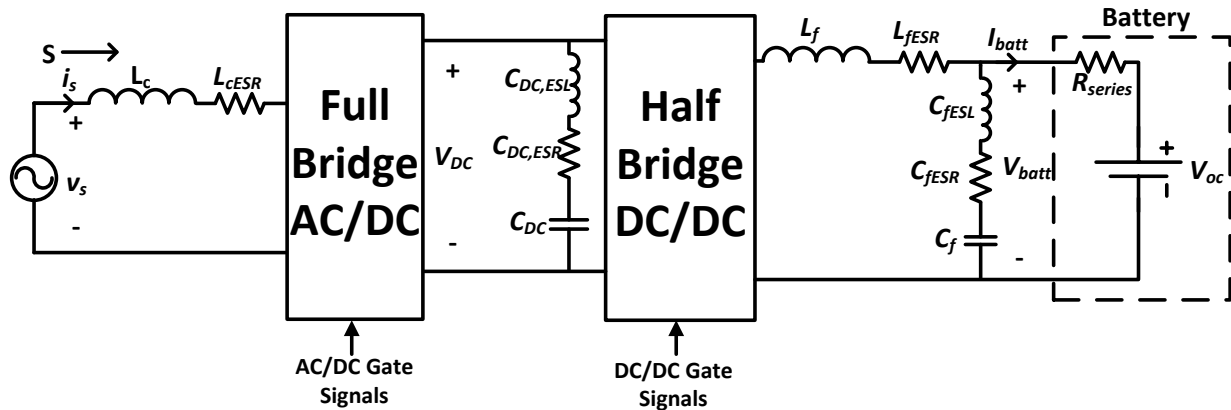 Battery
S
i_s
L_c
L_cESR
+
v_s
-
Full
Bridge
AC/DC
+
V_DC
-
C_DC,ESL
C_DC,ESR
C_DC
Half
Bridge
DC/DC
L_f
L_fESR
I_batt
+
C_fESL
C_fESR
V_batt
C_f
-
R_series
+
V_oc
-
AC/DC Gate
Signals
DC/DC Gate
Signals